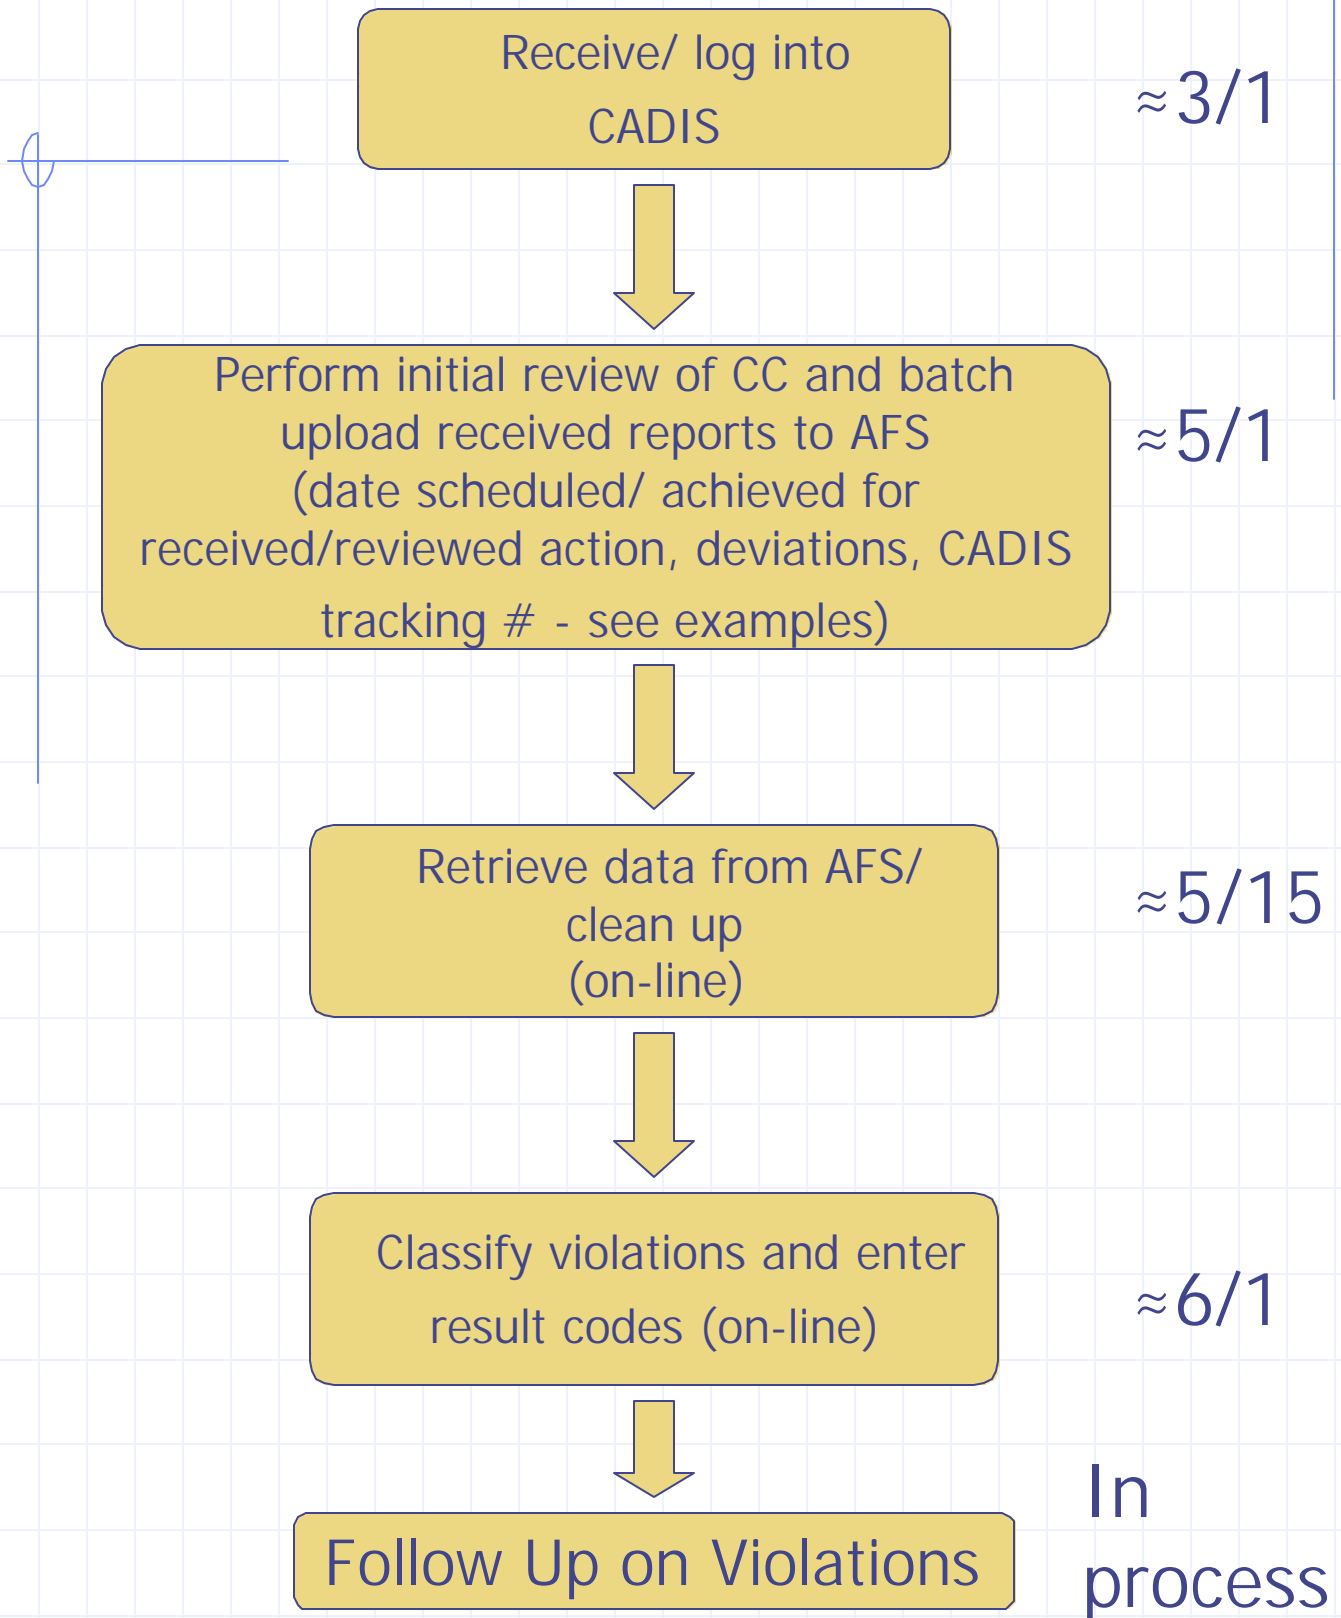 Receive/ log into
CADIS
≈3/1
Perform initial review of CC and batch
upload received reports to AFS
(date scheduled/ achieved for
received/reviewed action, deviations, CADIS
tracking # - see examples)
≈5/1
Retrieve data from AFS/
clean up
(on-line)
≈5/15
Classify violations and enter
result codes (on-line)
≈6/1
Follow Up on Violations
In
process